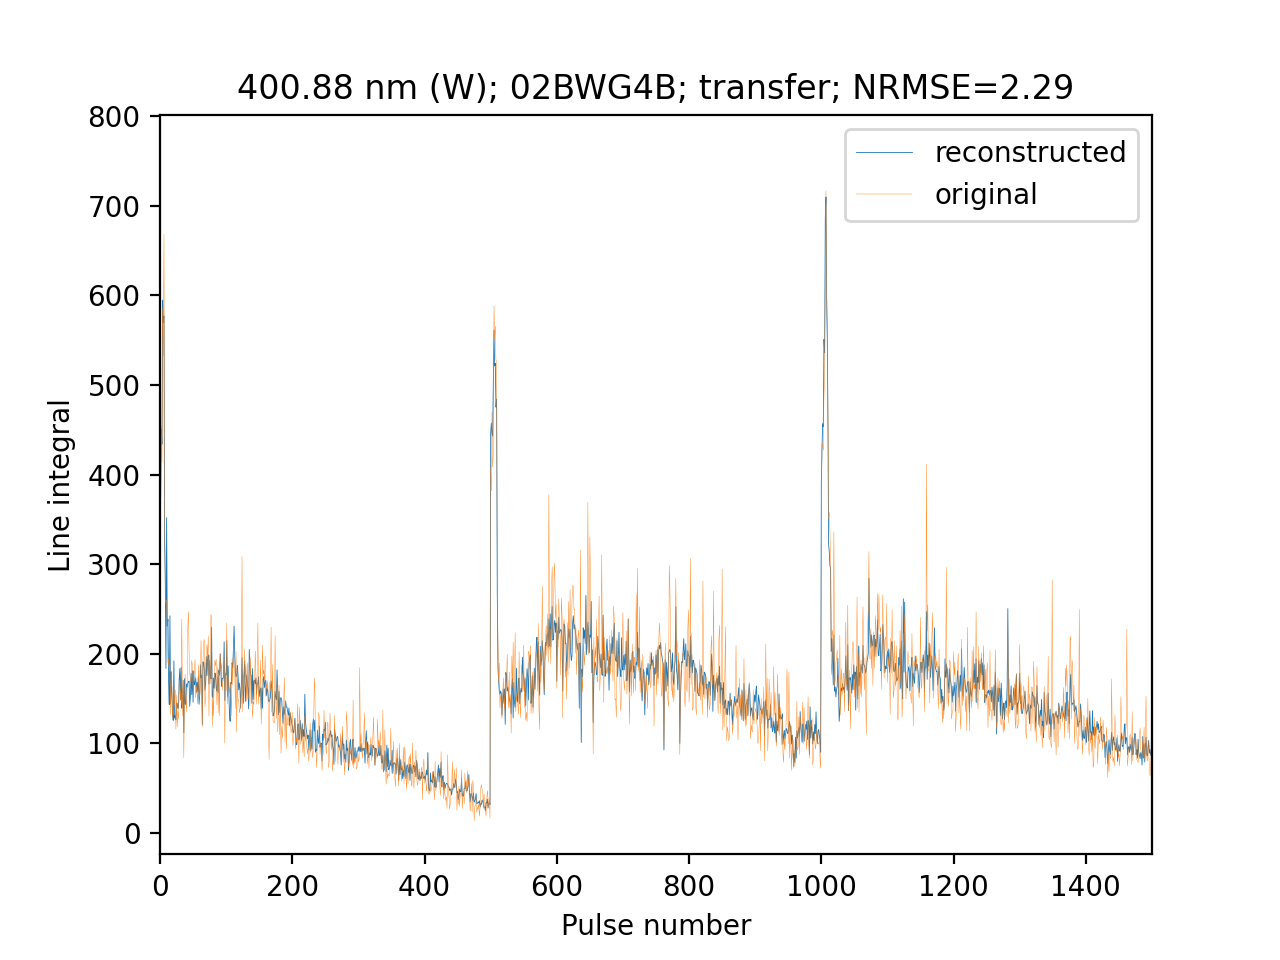 400.88 nm (W); 02BWG4B; transfer; NRMSE=2.29
reconstructed
original
800
700
600
500
400
300
200
100
0
Line integral
0 200 400 600 800 1000 1200 1400
Pulse number